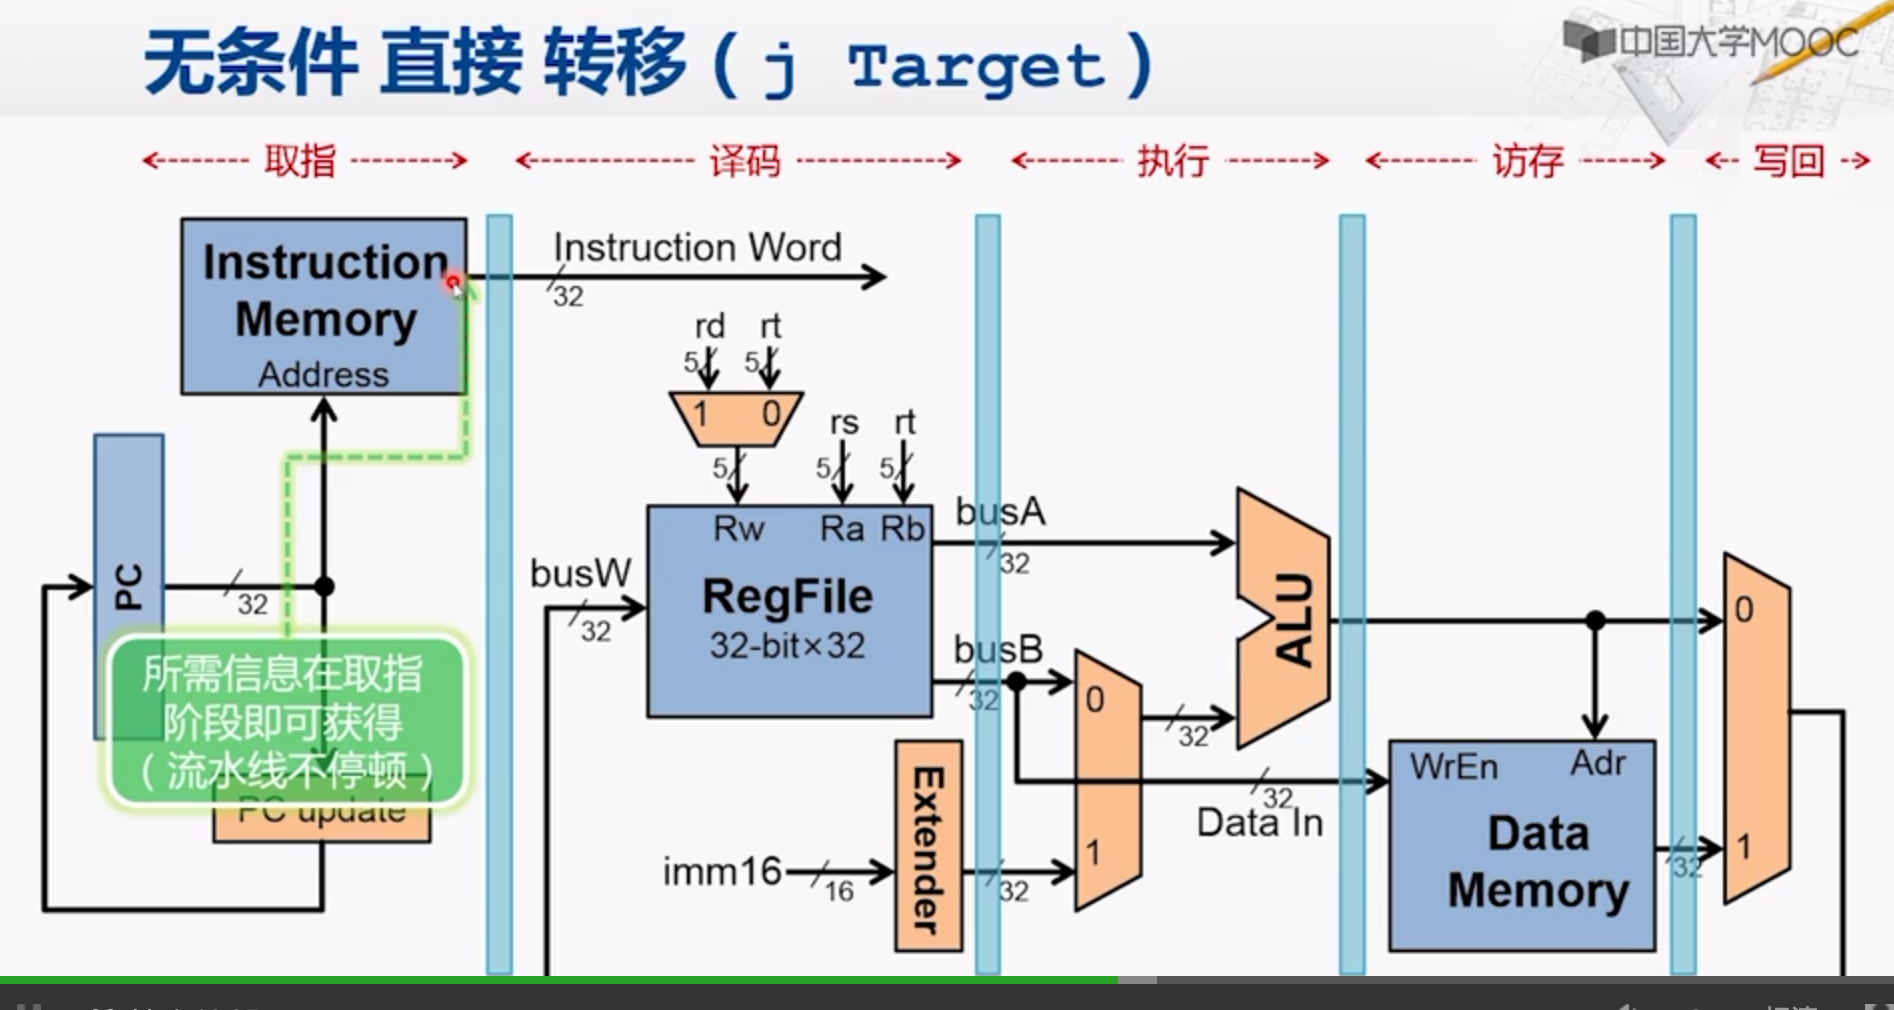 无条件 直接 转移(j Target)
中国大学MOOC
取指
译码
执行
访存
写回
Instruction
Memory
Address
Instruction Word
32
rd
rt
5
5
1
0
rs
rt
5
5
5
PC
32
Rw
Ra
Rb
RegFile
32-bit×32
busW
32
busA
32
busB
32
ALU
0
32
1
0
1
所需信息在取指
阶段即可获得
(流水线不停顿)
PC update
imm16
16
Extender
32
32
Data In
WrEn
Adr
Data
Memory
32